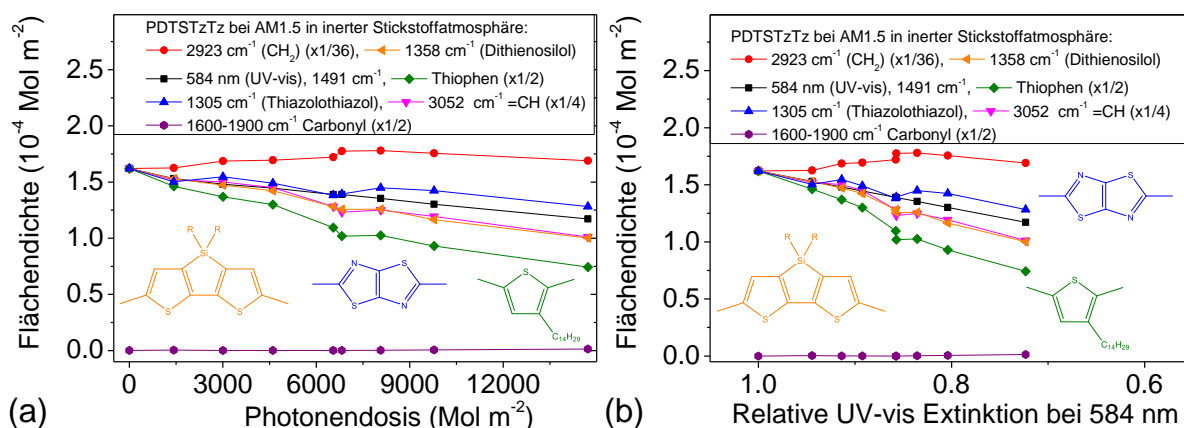 PDTSTzTz bei AM1.5 in inerter Stickstoffatmosphäre:
2923 cm⁻¹ (CH₂) (x1/36), 1358 cm⁻¹ (Dithienosilol)
584 nm (UV-vis), 1491 cm⁻¹, Thiophen (x1/2)
1305 cm⁻¹ (Thiazolothiazol), 3052 cm⁻¹ =CH (x1/4)
1600-1900 cm⁻¹ Carbonyl (x1/2)
Flächendichte (10⁻⁴ Mol m⁻²)
2.5
2.0
1.5
1.0
0.5
0.0
R R
Si
S S
N S
S N
S
C₁₄H₂₉
0 3000 6000 9000 12000
Photonendosis (Mol m⁻²)
(a)
PDTSTzTz bei AM1.5 in inerter Stickstoffatmosphäre:
2923 cm⁻¹ (CH₂) (x1/36), 1358 cm⁻¹ (Dithienosilol)
584 nm (UV-vis), 1491 cm⁻¹, Thiophen (x1/2)
1305 cm⁻¹ (Thiazolothiazol), 3052 cm⁻¹ =CH (x1/4)
1600-1900 cm⁻¹ Carbonyl (x1/2)
Flächendichte (10⁻⁴ Mol m⁻²)
2.5
2.0
1.5
1.0
0.5
0.0
N S
S N
R R
Si
S S
S
C₁₄H₂₉
1.0 0.8 0.6
Relative UV-vis Extinktion bei 584 nm
(b)